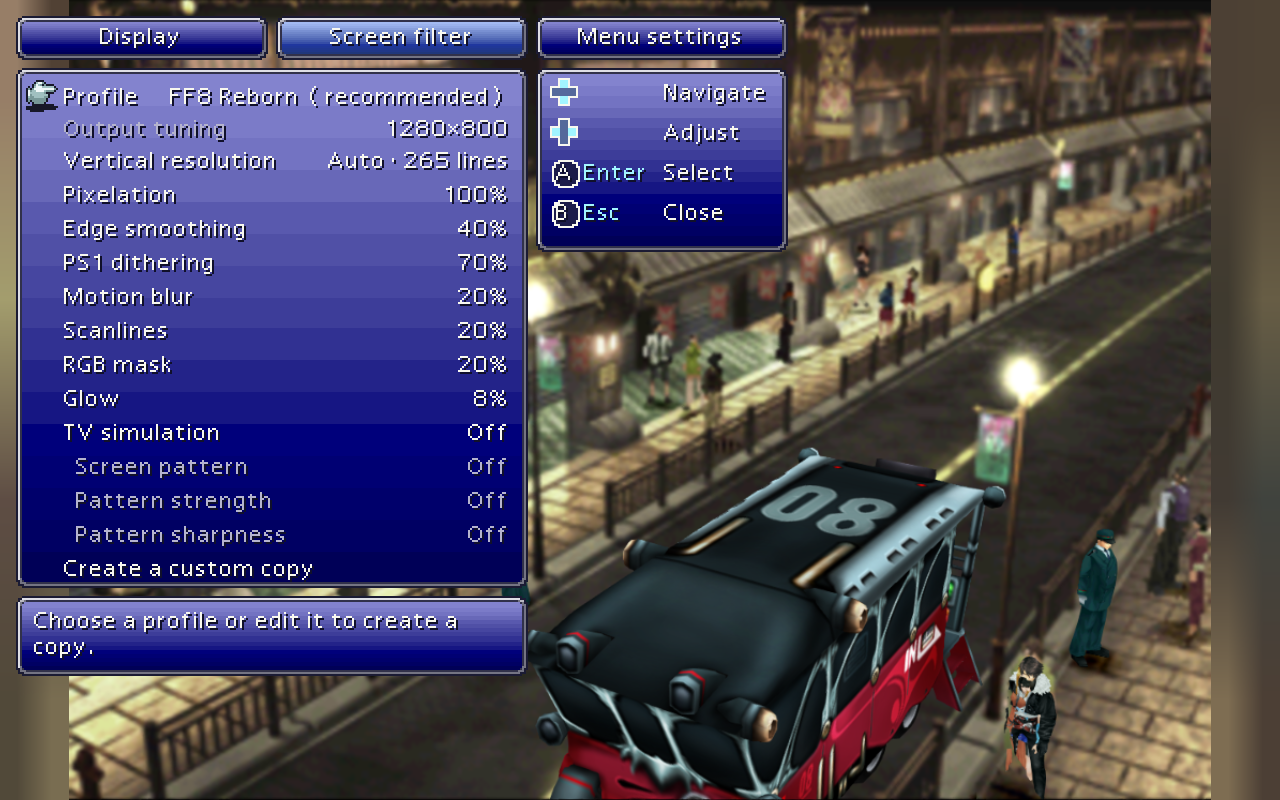 Display
Screen filter
Menu settings
Profile FF8 Reborn (recommended)
Output tuning 1280×800
Vertical resolution Auto · 265 lines
Pixelation 100%
Edge smoothing 40%
PS1 dithering 70%
Motion blur 20%
Scanlines 20%
RGB mask 20%
Glow 8%
TV simulation Off
Screen pattern Off
Pattern strength Off
Pattern sharpness Off
Create a custom copy
Choose a profile or edit it to create a
copy.
Navigate
Adjust
A Enter Select
B Esc Close
08